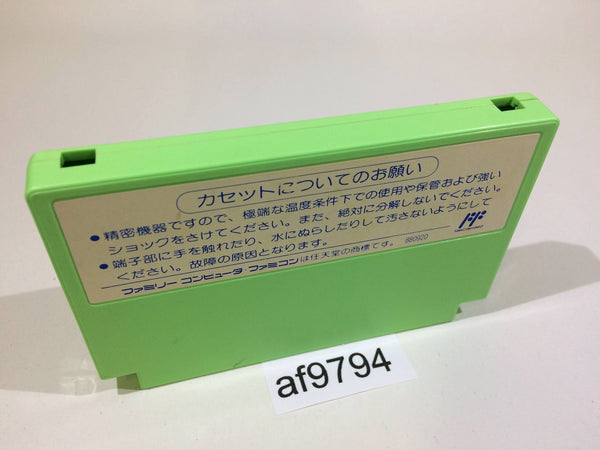 カセットについてのお願い
●精密機器ですので、極端な温度条件下での使用や保管および強い
ショックをさけてください。また、絶対に分解しないでください。
●端子部に手を触れたり、水にぬらしたりして汚さないようにして
ください。故障の原因となります。
ファミリーコンピュータ・ファミコンは任天堂の商標です。 880920
af9794